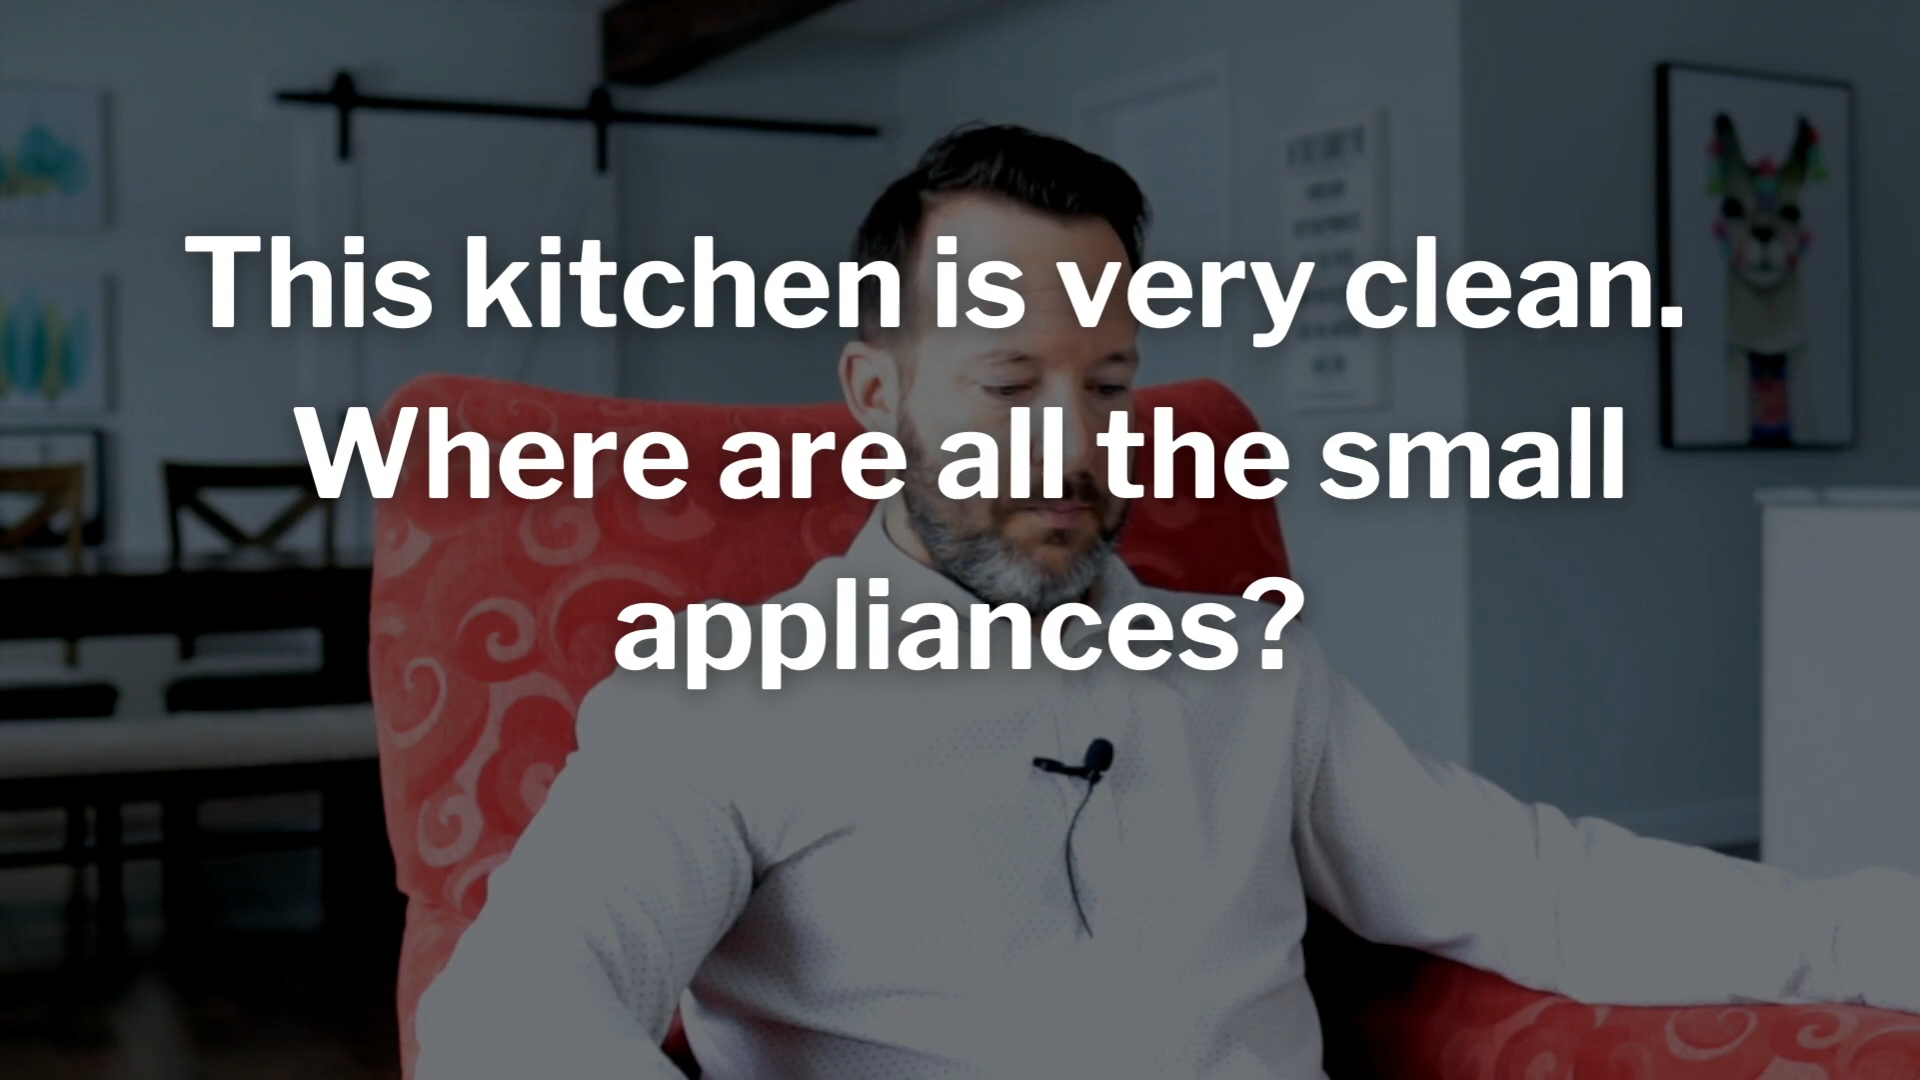 This kitchen is very clean.
Where are all the small
appliances?